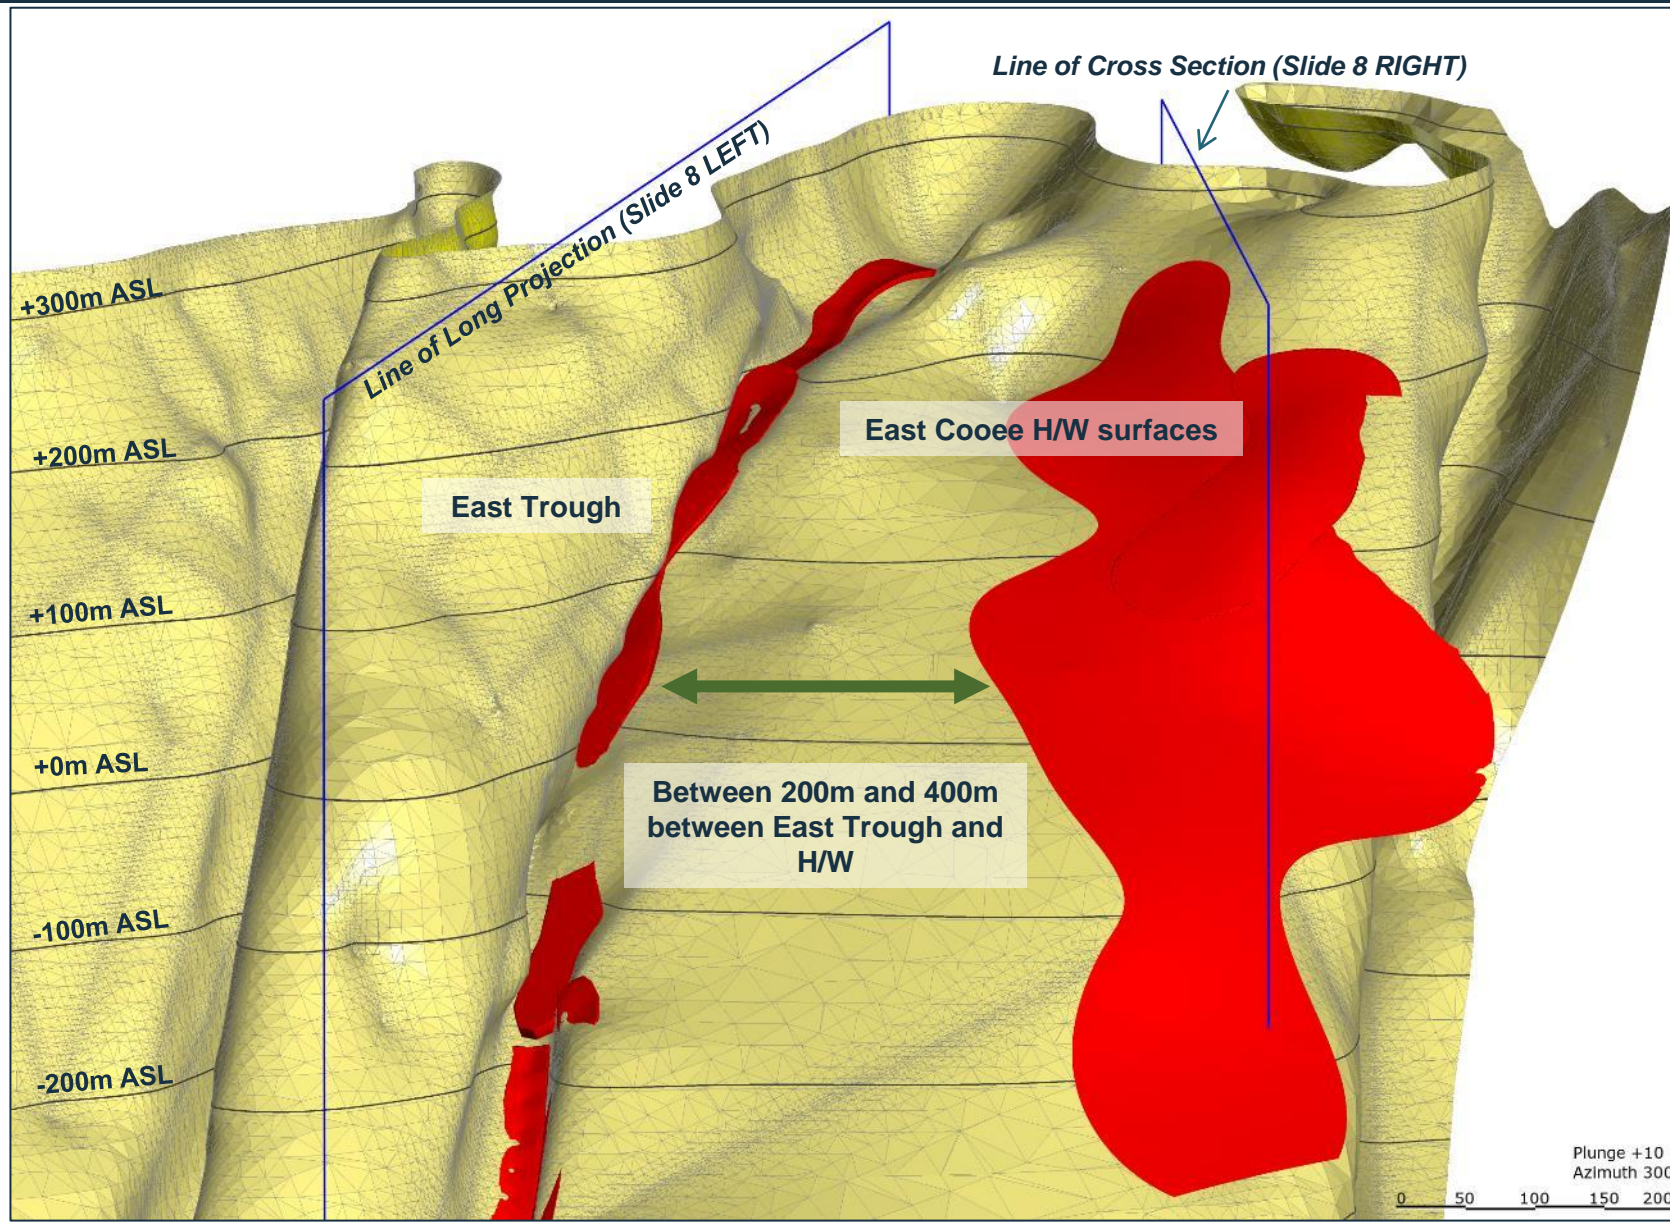 Line of Cross Section (Slide 8 RIGHT)
Line of Long Projection (Slide 8 LEFT)
+300m ASL
+200m ASL
East Cooee H/W surfaces
East Trough
+100m ASL
+0m ASL
Between 200m and 400m
between East Trough and
H/W
-100m ASL
-200m ASL
Plunge +10
Azimuth 300
0 50 100 150 200